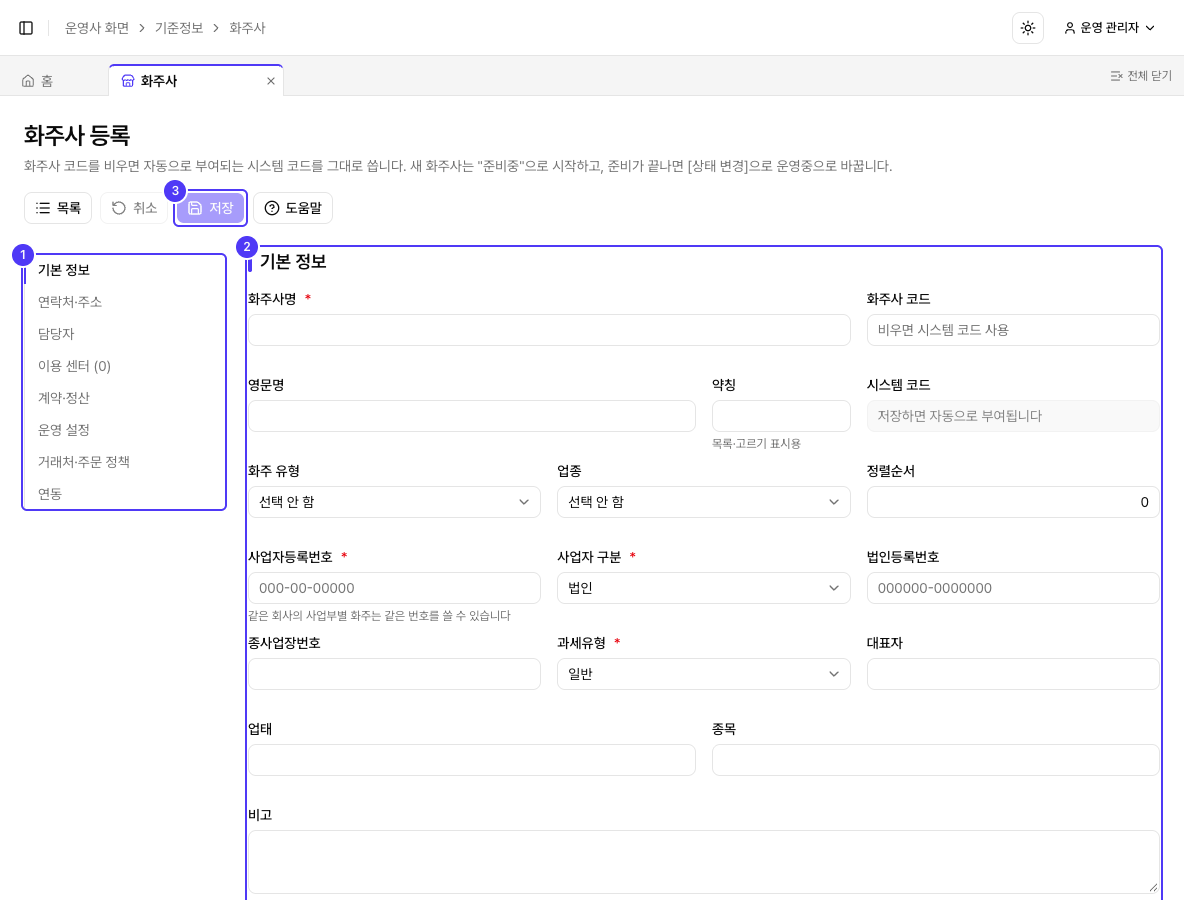 운영사 화면 > 기준정보 > 화주사
운영 관리자
홈
화주사
전체 닫기
화주사 등록
화주사 코드를 비우면 자동으로 부여되는 시스템 코드를 그대로 씁니다. 새 화주사는 "준비중"으로 시작하고, 준비가 끝나면 [상태 변경]으로 운영중으로 바꿉니다.
목록
취소
3
저장
도움말
1
기본 정보
연락처·주소
담당자
이용 센터 (0)
계약·정산
운영 설정
거래처·주문 정책
연동
2
기본 정보
화주사명 *
화주사 코드
비우면 시스템 코드 사용
영문명
약칭
시스템 코드
저장하면 자동으로 부여됩니다
목록·고르기 표시용
화주 유형
업종
정렬순서
선택 안 함
선택 안 함
0
사업자등록번호 *
사업자 구분 *
법인등록번호
000-00-00000
법인
000000-0000000
같은 회사의 사업부별 화주는 같은 번호를 쓸 수 있습니다
종사업장번호
과세유형 *
대표자
일반
업태
종목
비고